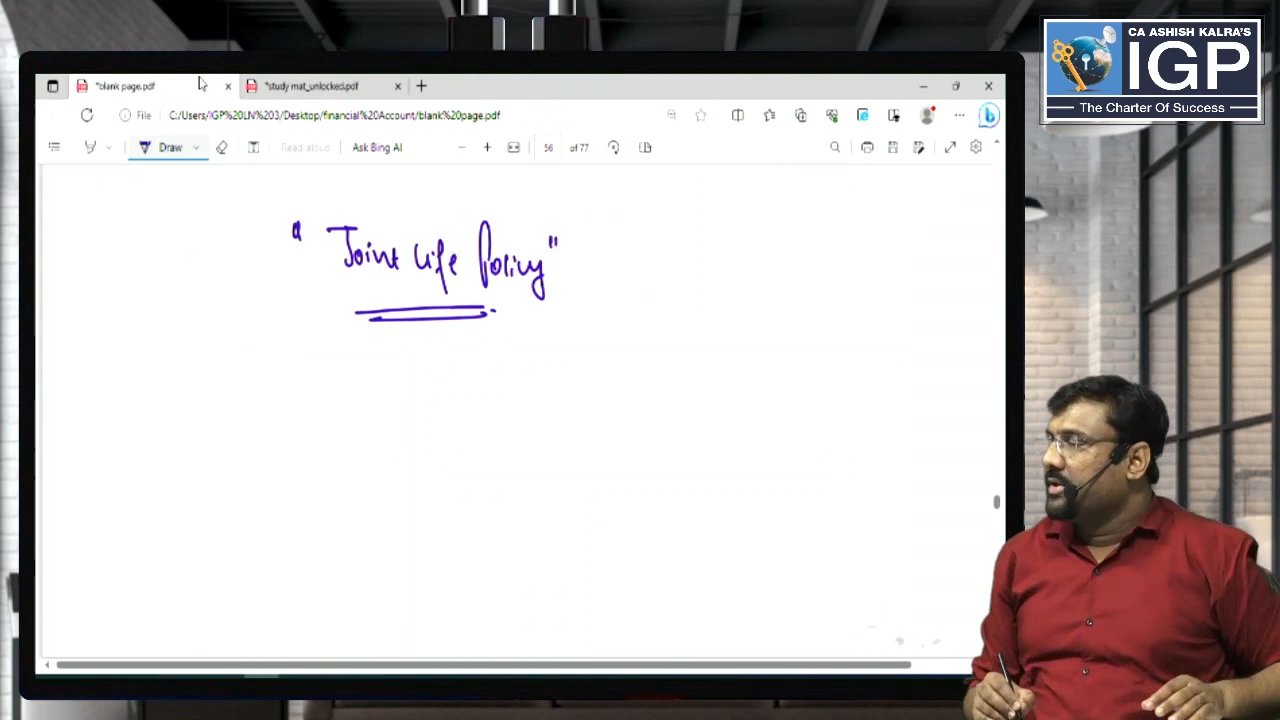 CA ASHISH KALRA'S
IGP
The Charter Of Success
*blank page.pdf
*study mat_unlocked.pdf
File
C:/Users/IGP%20LN%203/Desktop/financial%20Account/blank%20page.pdf
Draw
Read aloud
Ask Bing AI
56
of 77
"Joint Life Policy"